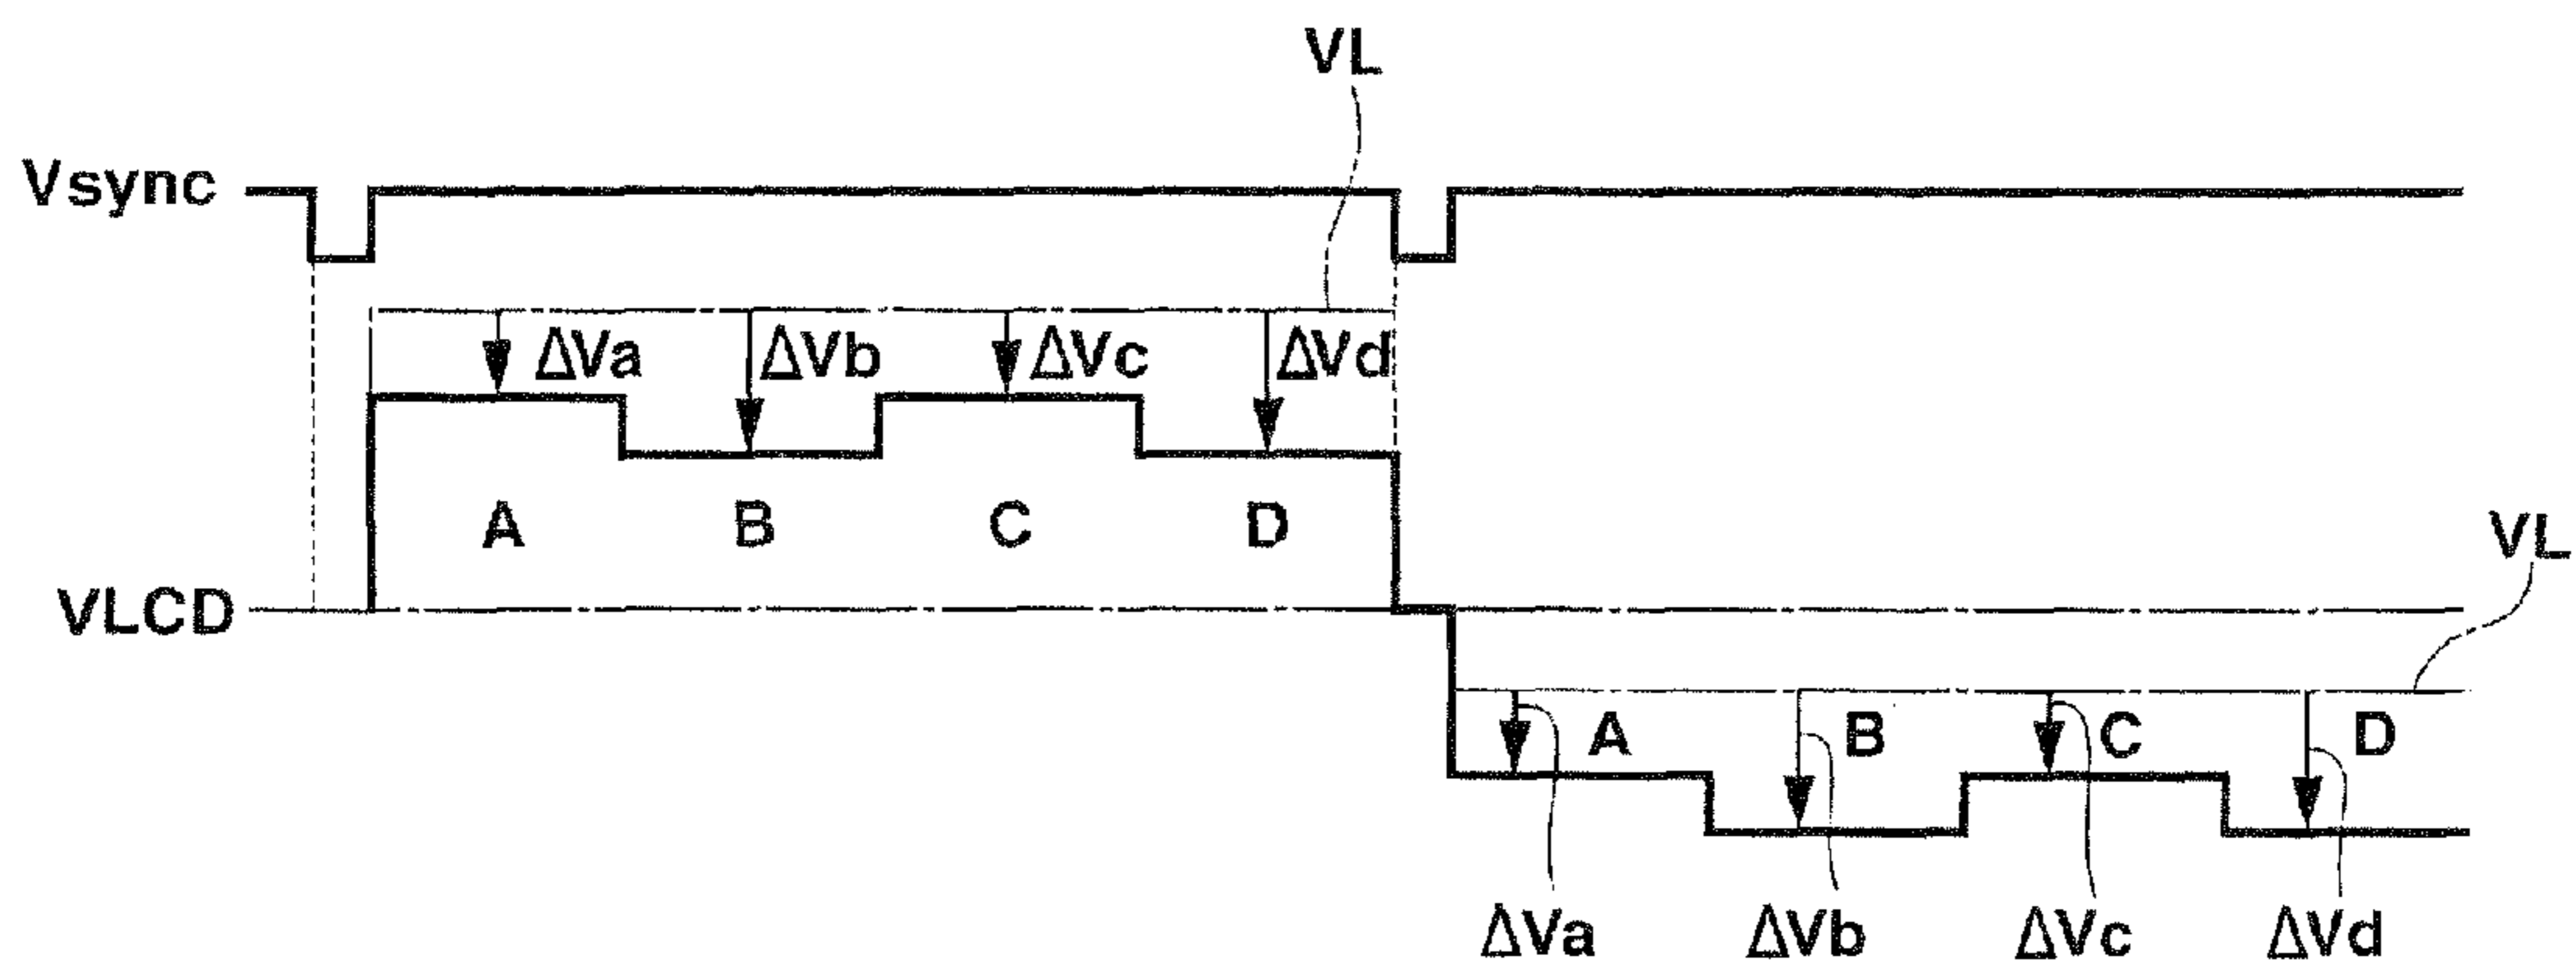 VL
Vsync
ΔVa ΔVb ΔVc ΔVd
A B C D
VL
VLCD
A B C D
ΔVa ΔVb ΔVc ΔVd